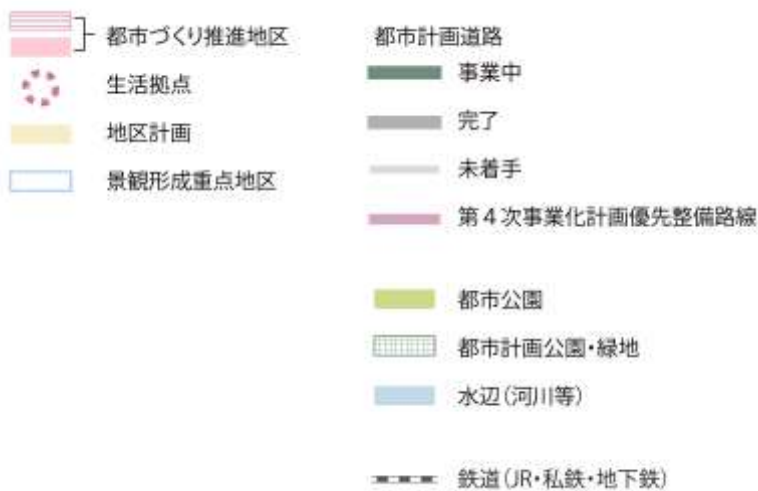 都市づくり推進地区
生活拠点
地区計画
景観形成重点地区
都市計画道路
事業中
完了
未着手
第4次事業化計画優先整備路線
都市公園
都市計画公園・緑地
水辺(河川等)
鉄道(JR・私鉄・地下鉄)